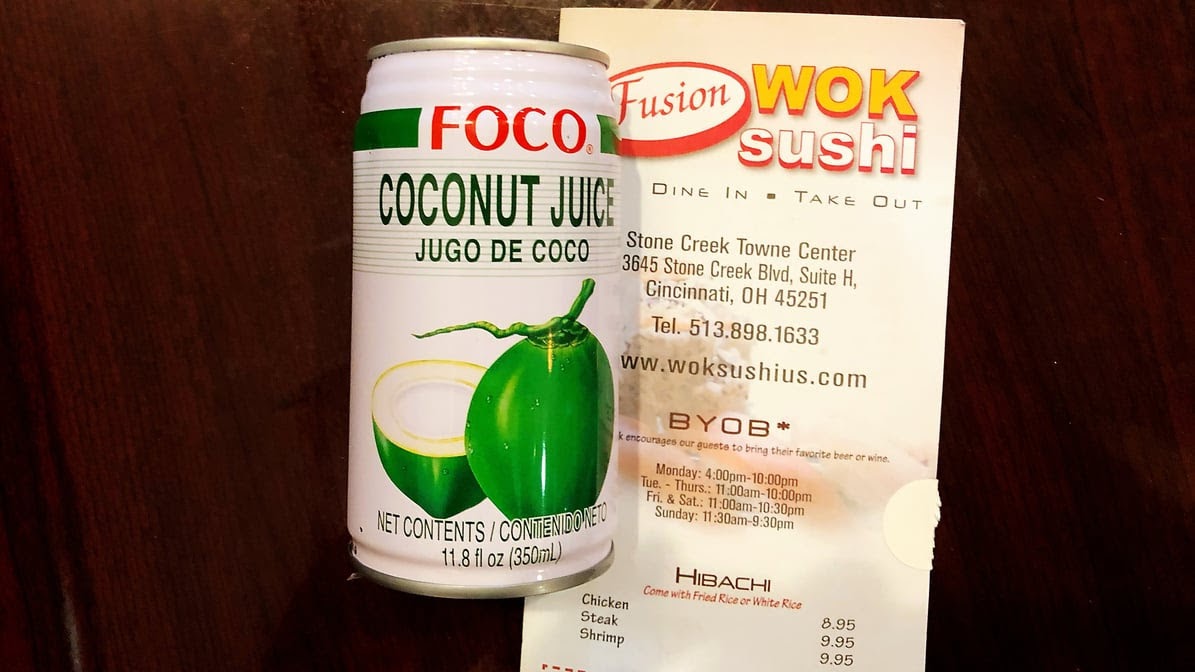 FOCO®
COCONUT JUICE
JUGO DE COCO
NET CONTENTS / CONTENIDO NETO
11.8 fl oz (350mL)
Fusion WOK
sushi
DINE IN ▪ TAKE OUT
Stone Creek Towne Center
3645 Stone Creek Blvd, Suite H,
Cincinnati, OH 45251
Tel. 513.898.1633
ww.woksushius.com
BYOB*
k encourages our guests to bring their favorite beer or wine.
Monday: 4:00pm-10:00pm
Tue. - Thurs.: 11:00am-10:00pm
Fri. & Sat.: 11:00am-10:30pm
Sunday: 11:30am-9:30pm
HIBACHI
Come with Fried Rice or White Rice
Chicken 8.95
Steak 9.95
Shrimp 9.95